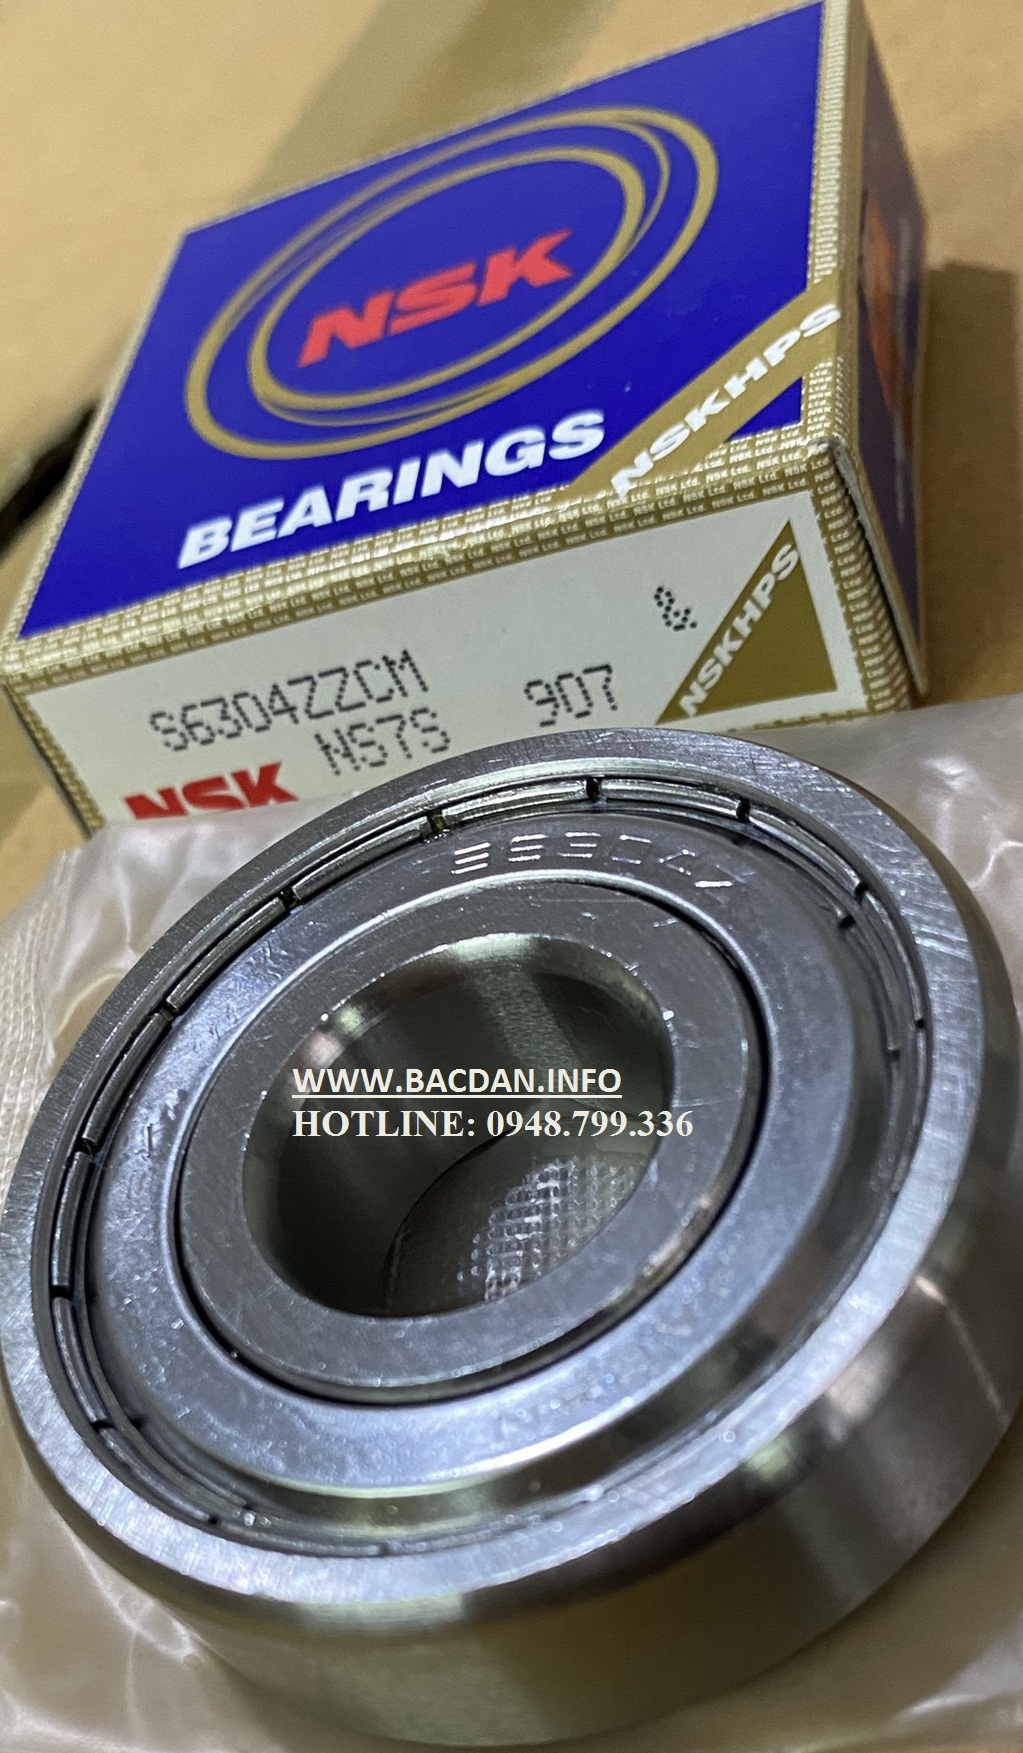 NSK
BEARINGS
NSKHPS
&
NSKHPS
S6304ZZCM
NS7S
907
NSK
WWW.BACDAN.INFO
HOTLINE: 0948.799.336